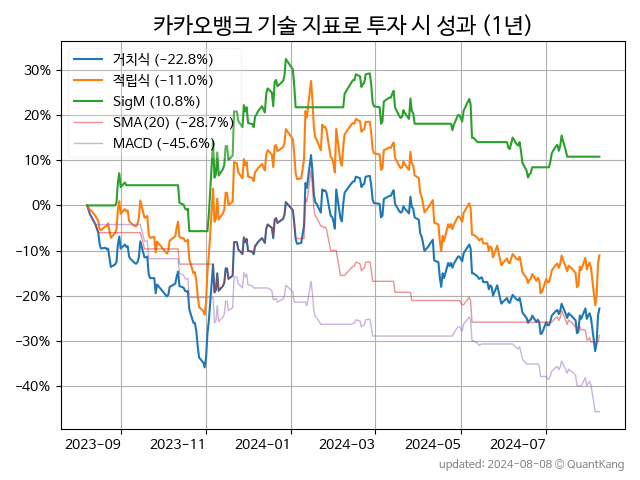 카카오뱅크 기술 지표로 투자 시 성과 (1년)
거치식 (−22.8%)
적립식 (−11.0%)
SigM (10.8%)
SMA(20) (−28.7%)
MACD (−45.6%)
30%
20%
10%
0%
−10%
−20%
−30%
−40%
2023-09
2023-11
2024-01
2024-03
2024-05
2024-07
updated: 2024-08-08 © QuantKang